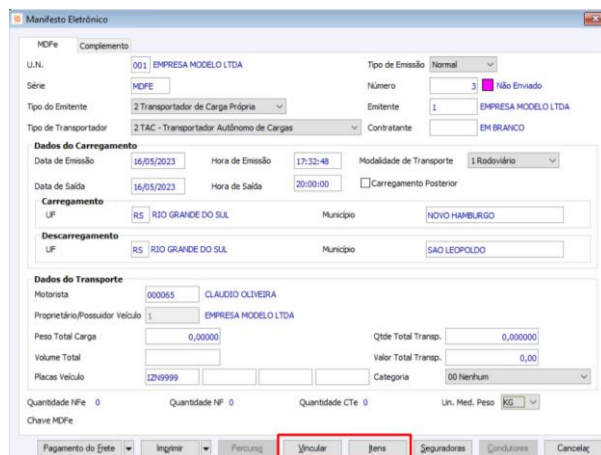 Manifesto Eletrônico
MDFe Complemento
U.N. 001 EMPRESA MODELO LTDA Tipo de Emissão Normal
Série MDFE Número 3 Não Enviado
Tipo do Emitente 2 Transportador de Carga Própria Emitente 1 EMPRESA MODELO LTDA
Tipo de Transportador 2 TAC - Transportador Autônomo de Cargas Contratante EM BRANCO
Dados do Carregamento
Data de Emissão 16/05/2023 Hora de Emissão 17:32:48 Modalidade de Transporte 1 Rodoviário
Data de Saída 16/05/2023 Hora de Saída 20:00:00 Carregamento Posterior
Carregamento
UF RS RIO GRANDE DO SUL Município NOVO HAMBURGO
Descarregamento
UF RS RIO GRANDE DO SUL Município SAO LEOPOLDO
Dados do Transporte
Motorista 000065 CLAUDIO OLIVEIRA
Proprietário/Possuidor Veículo 1 EMPRESA MODELO LTDA
Peso Total Carga 0,00000 Qtde Total Transp. 0,000000
Volume Total Valor Total Transp. 0,00
Placas Veículo IZN9999 Categoria 00 Nenhum
Quantidade NFe 0 Quantidade NF 0 Quantidade CTe 0 Un. Med. Peso KG
Chave MDFe
Pagamento do Frete Imprimir Percurso Vincular Itens Seguradoras Condutores Cancelar